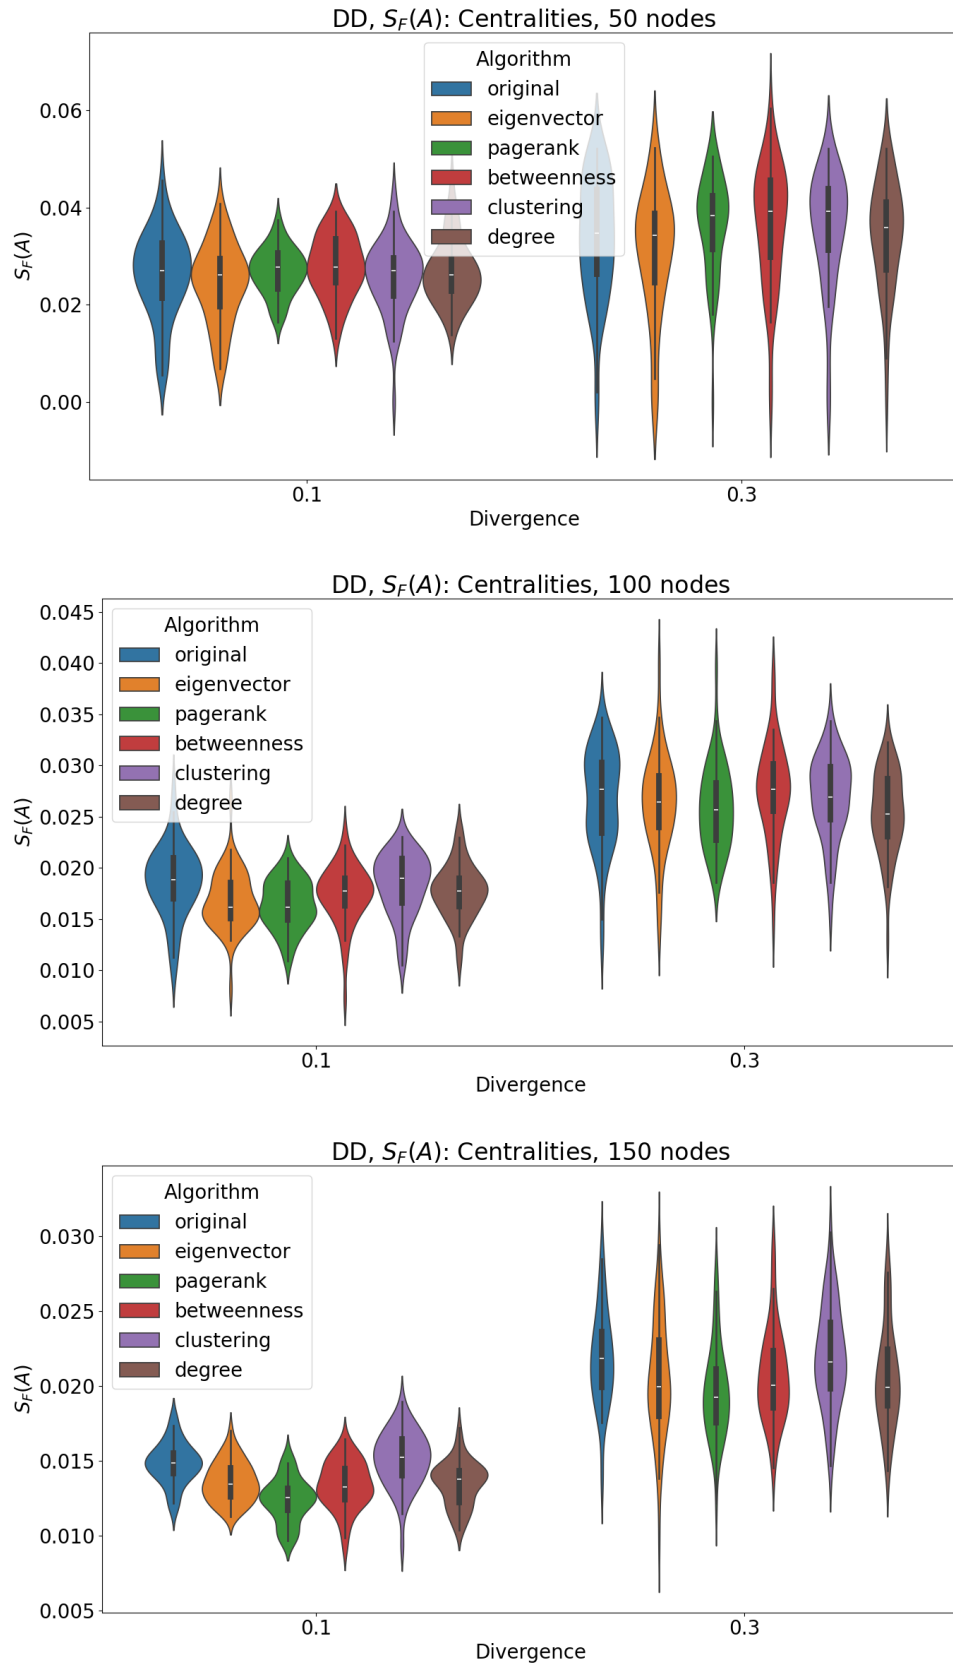 DD, S_F(A): Centralities, 50 nodes
Algorithm
original
eigenvector
pagerank
betweenness
clustering
degree
0.06
0.04
0.02
0.00
S_F(A)
0.1
0.3
Divergence
DD, S_F(A): Centralities, 100 nodes
Algorithm
original
eigenvector
pagerank
betweenness
clustering
degree
0.045
0.040
0.035
0.030
0.025
0.020
0.015
0.010
0.005
S_F(A)
0.1
0.3
Divergence
DD, S_F(A): Centralities, 150 nodes
Algorithm
original
eigenvector
pagerank
betweenness
clustering
degree
0.030
0.025
0.020
0.015
0.010
0.005
S_F(A)
0.1
0.3
Divergence